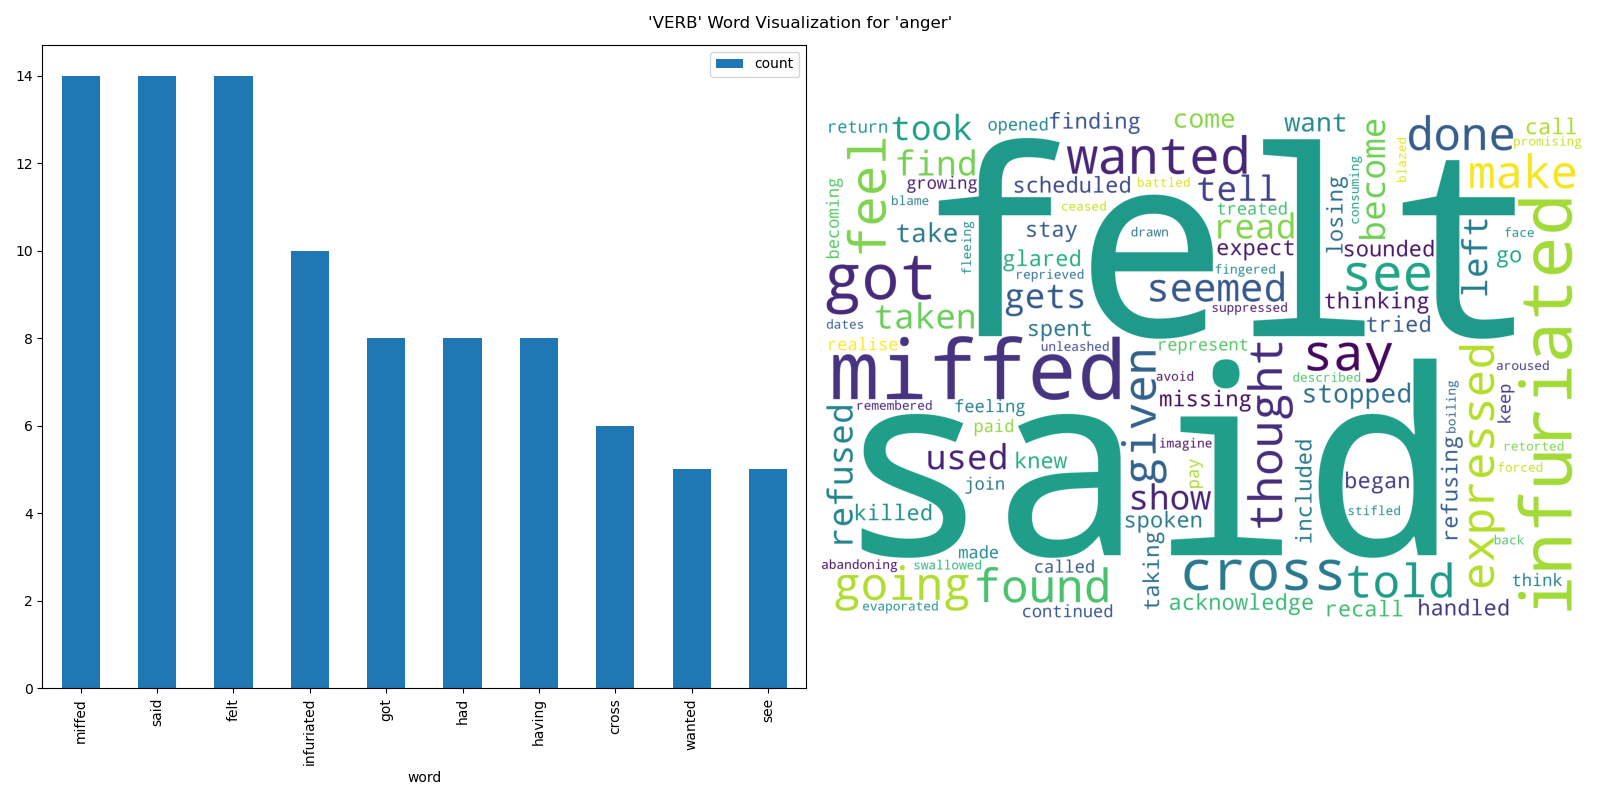 'VERB' Word Visualization for 'anger'
count
14
12
10
8
6
4
2
0
miffed
said
felt
infuriated
got
had
having
cross
wanted
see
word
return
took
opened
finding
come
want
done
call
promising
feel
find
wanted
felt
become
blazed
make
growing
scheduled
battled
tell
losing
consuming
becoming
blame
ceased
treated
infuriated
take
fleeing
stay
drawn
read
left
face
expect
sounded
go
got
glared
reprieved
fingered
see
gets
seemed
suppressed
thinking
taken
dates
spent
tried
realise
unleashed
represent
say
miffed
given
thought
expressed
aroused
avoid
described
missing
stopped
boiling
keep
refused
remembered
feeling
paid
said
imagine
used
knew
pay
included
refusing
retorted
forced
join
show
began
killed
spoken
stifled
made
taking
back
abandoning
swallowed
called
cross
told
think
going
found
evaporated
continued
acknowledge
recall
handled